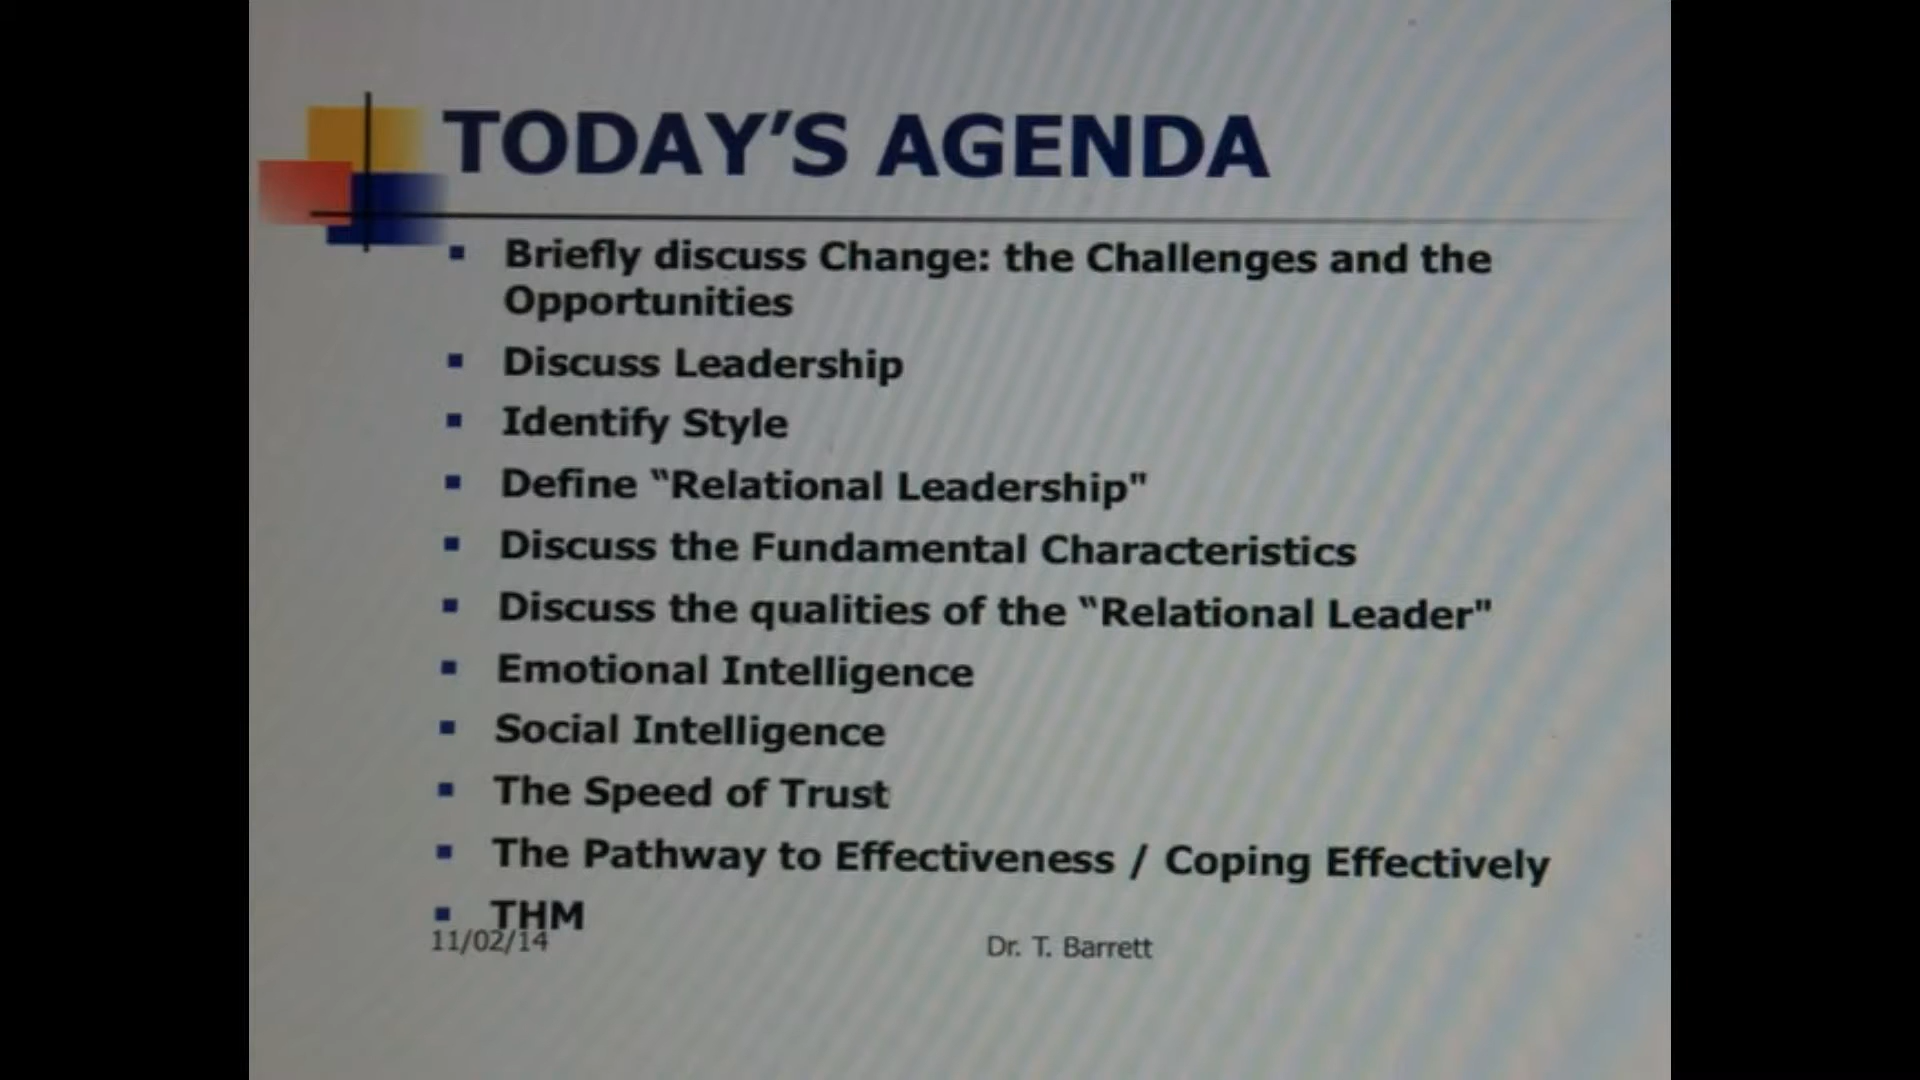 TODAY’S AGENDA
▪ Briefly discuss Change: the Challenges and the
Opportunities
▪ Discuss Leadership
▪ Identify Style
▪ Define “Relational Leadership"
▪ Discuss the Fundamental Characteristics
▪ Discuss the qualities of the “Relational Leader"
▪ Emotional Intelligence
▪ Social Intelligence
▪ The Speed of Trust
▪ The Pathway to Effectiveness / Coping Effectively
▪ THM
11/02/14
Dr. T. Barrett